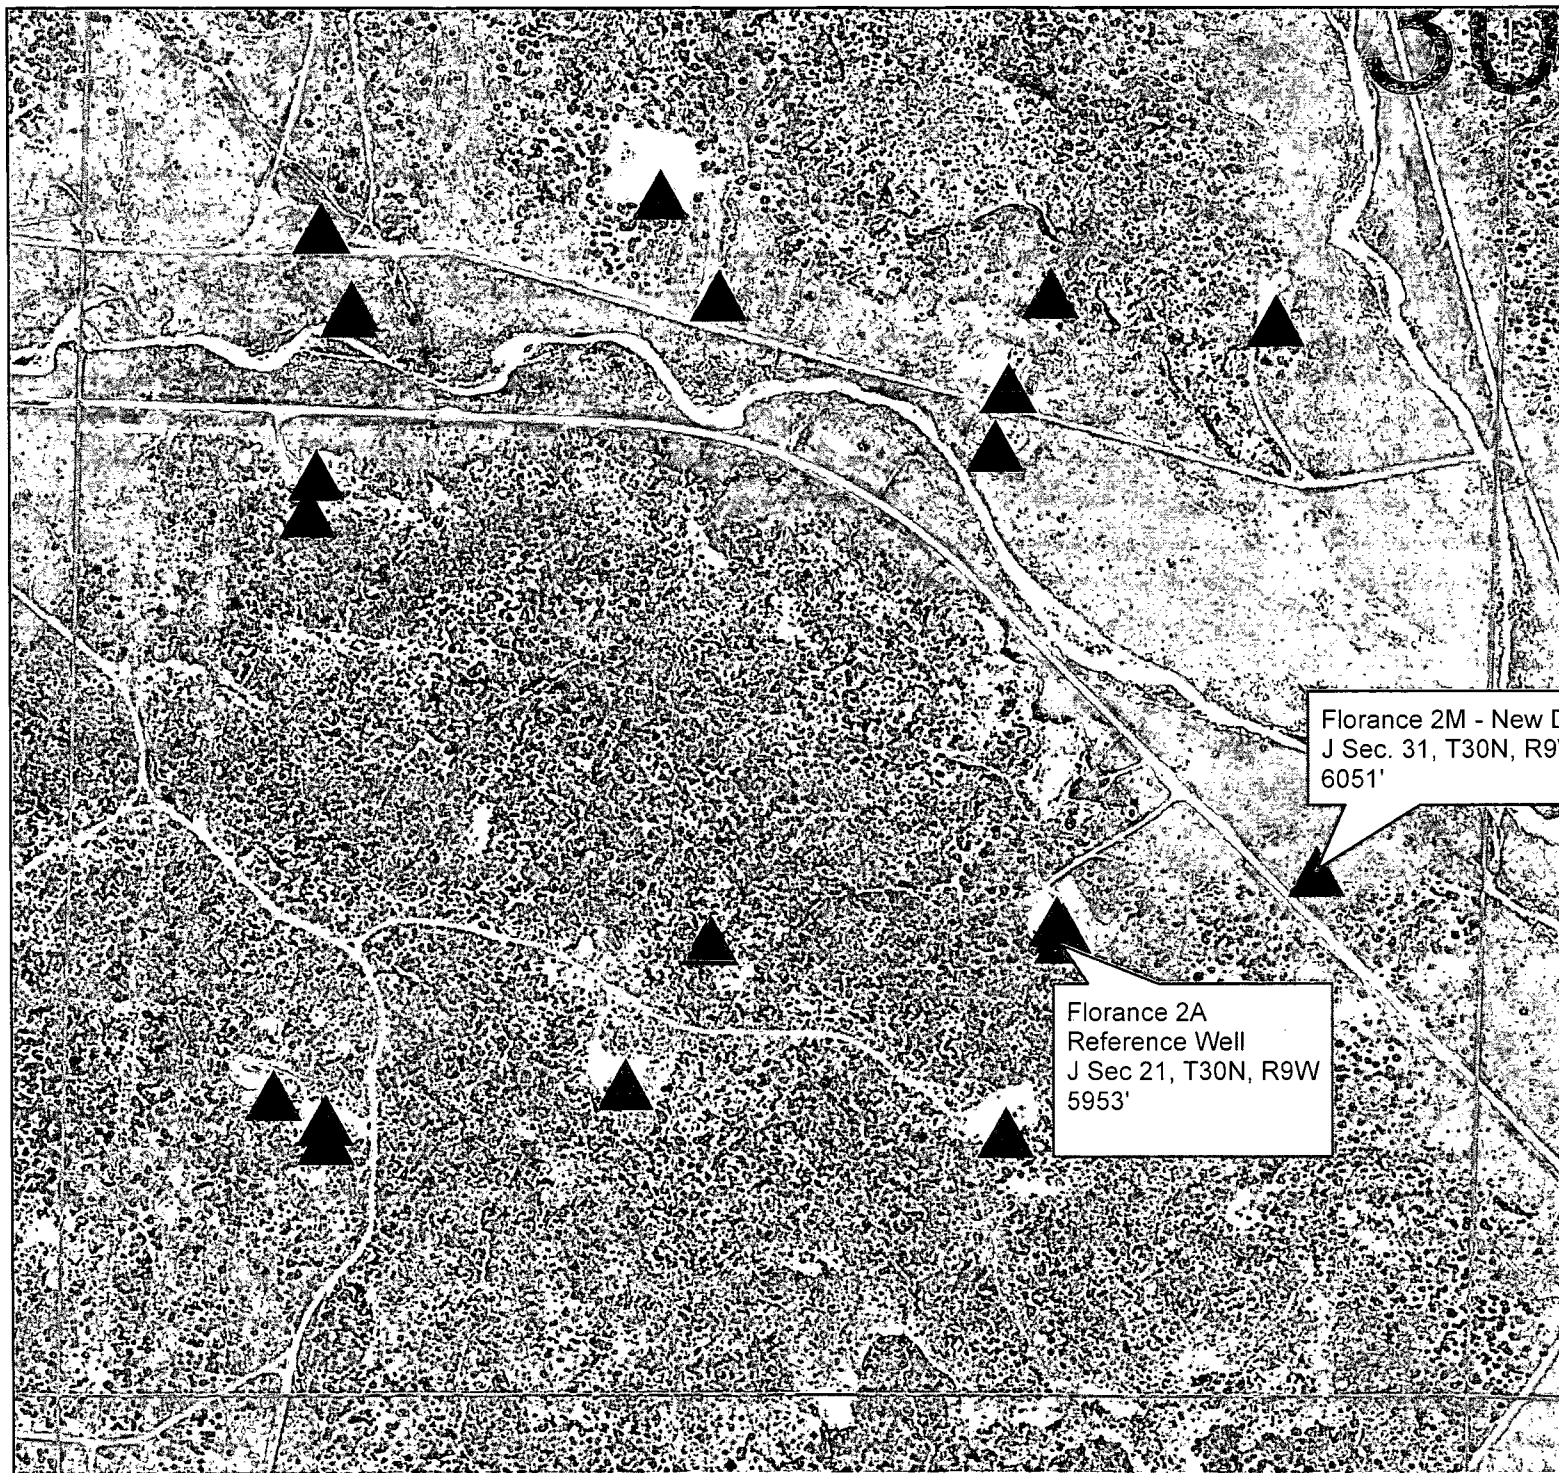 30
Florance 2M - New D
J Sec. 31, T30N, R9
6051'
Florance 2A
Reference Well
J Sec 21, T30N, R9W
5953'